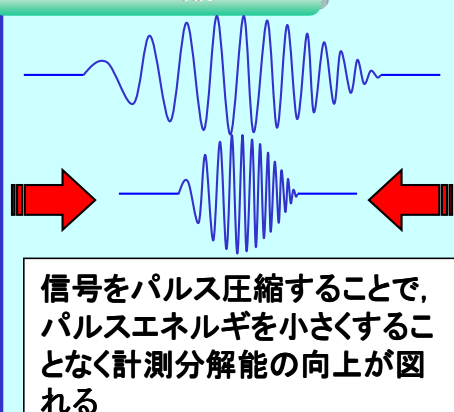 信号をパルス圧縮することで,
パルスエネルギを小さくするこ
となく計測分解能の向上が図
れる